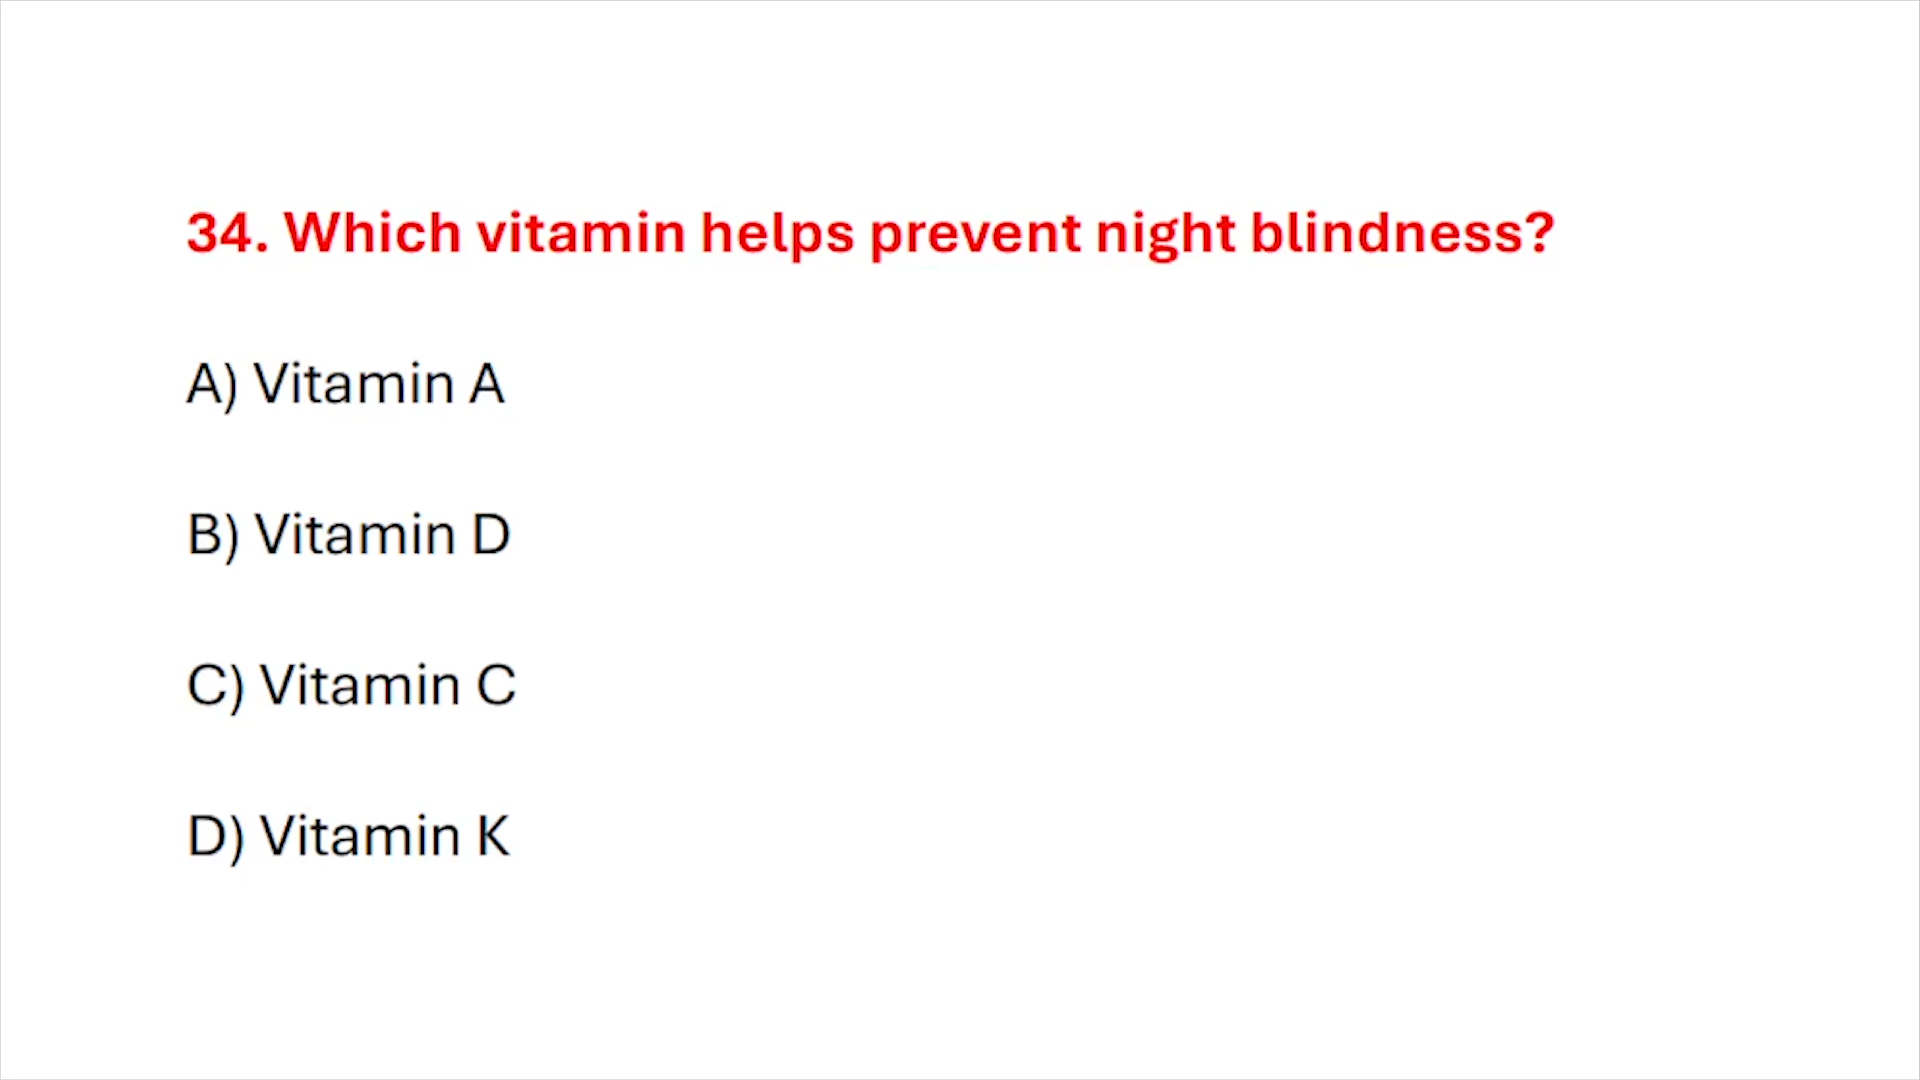 34. Which vitamin helps prevent night blindness?
A) Vitamin A
B) Vitamin D
C) Vitamin C
D) Vitamin K